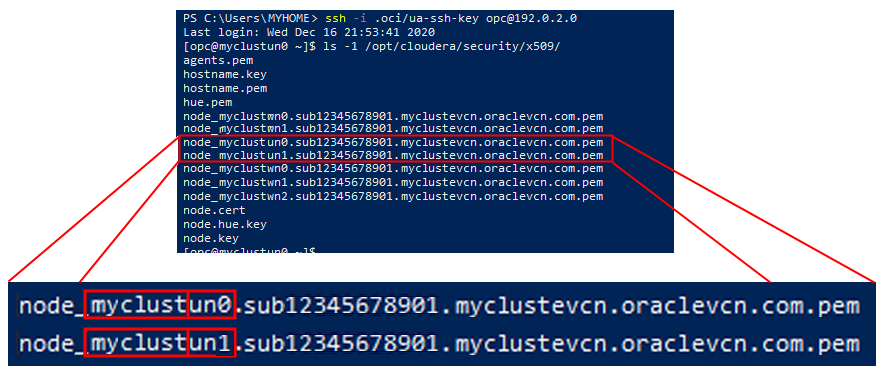 PS C:\Users\MYHOME> ssh -i .oci/ua-ssh-key opc@192.0.2.0
Last login: Wed Dec 16 21:53:41 2020
[opc@myclustun0 ~]$ ls -1 /opt/cloudera/security/x509/
agents.pem
hostname.key
hostname.pem
hue.pem
node_myclustmn0.sub12345678901.myclustevcn.oraclevcn.com.pem
node_myclustmn1.sub12345678901.myclustevcn.oraclevcn.com.pem
node_myclustun0.sub12345678901.myclustevcn.oraclevcn.com.pem
node_myclustun1.sub12345678901.myclustevcn.oraclevcn.com.pem
node_myclustwn0.sub12345678901.myclustevcn.oraclevcn.com.pem
node_myclustwn1.sub12345678901.myclustevcn.oraclevcn.com.pem
node_myclustwn2.sub12345678901.myclustevcn.oraclevcn.com.pem
node.cert
node.hue.key
node.key
[opc@myclustun0 ~]$
node_myclustun0.sub12345678901.myclustevcn.oraclevcn.com.pem
node_myclustun1.sub12345678901.myclustevcn.oraclevcn.com.pem